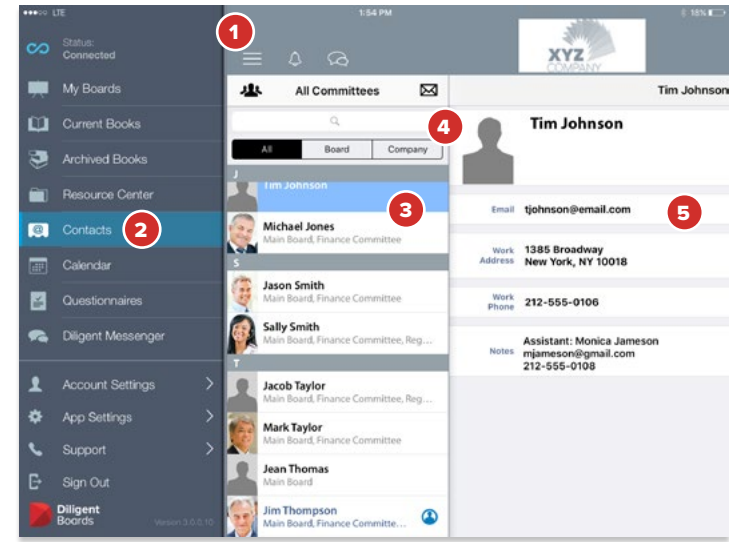 LTE
1:54 PM
18%
1
Status:
Connected
XYZ
COMPANY
My Boards
All Committees
Tim Johnson
Current Books
4
Tim Johnson
Archived Books
All Board Company
J
Resource Center
Tim Johnson
3
Email tjohnson@email.com
5
Contacts
2
Michael Jones
Main Board, Finance Committee
Work Address
1385 Broadway
New York, NY 10018
Calendar
S
Jason Smith
Main Board, Finance Committee
Questionnaires
Work Phone
212-555-0106
Sally Smith
Main Board, Finance Committee, Reg...
Diligent Messenger
Notes
Assistant: Monica Jameson
mjameson@gmail.com
212-555-0108
T
Account Settings
Jacob Taylor
Main Board, Finance Committee, Reg...
App Settings
Mark Taylor
Main Board, Finance Committee
Support
Jean Thomas
Main Board
Sign Out
Diligent
Boards
Version 3.0.0.10
Jim Thompson
Main Board, Finance Committe...